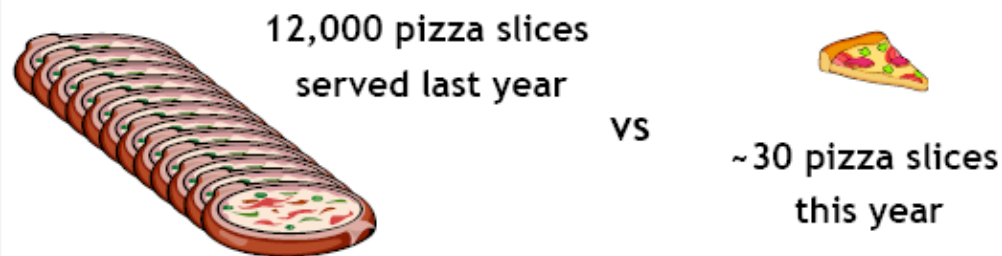 12,000 pizza slices
served last year
vs
~30 pizza slices
this year